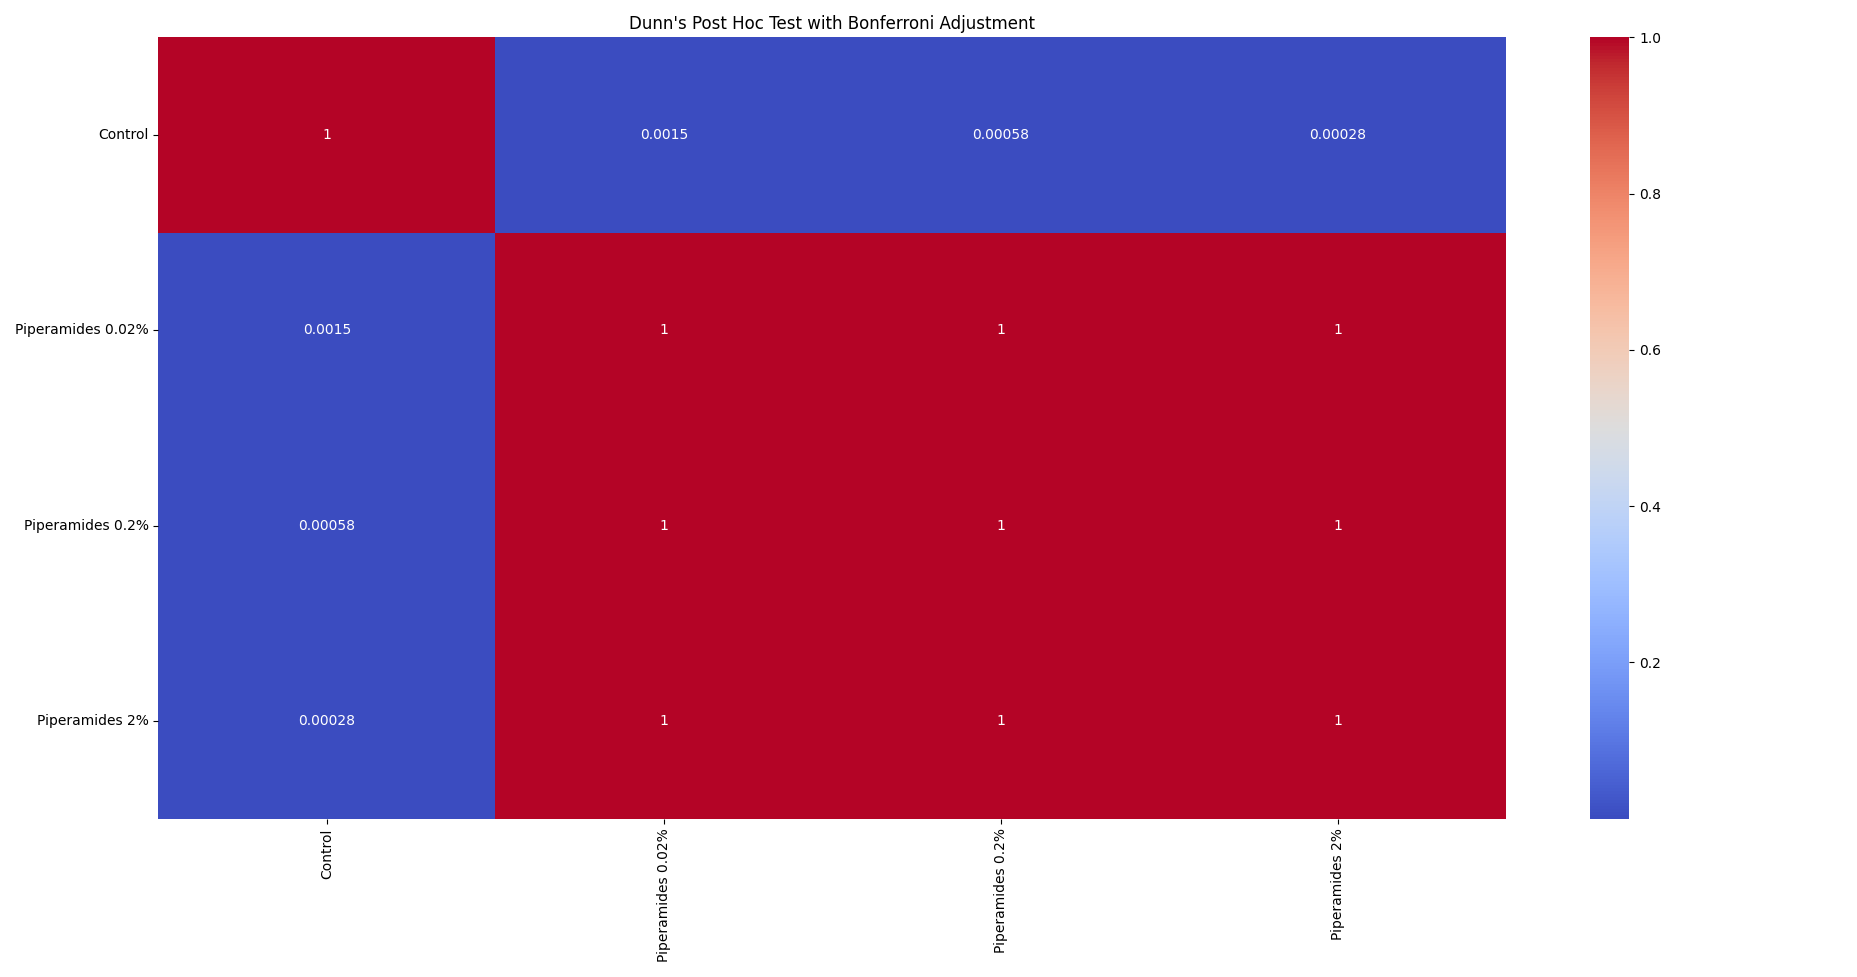 Dunn's Post Hoc Test with Bonferroni Adjustment
Control
1
0.0015
0.00058
0.00028
Piperamides 0.02%
0.0015
1
1
1
Piperamides 0.2%
0.00058
1
1
1
Piperamides 2%
0.00028
1
1
1
Control
Piperamides 0.02%
Piperamides 0.2%
Piperamides 2%
1.0
0.8
0.6
0.4
0.2